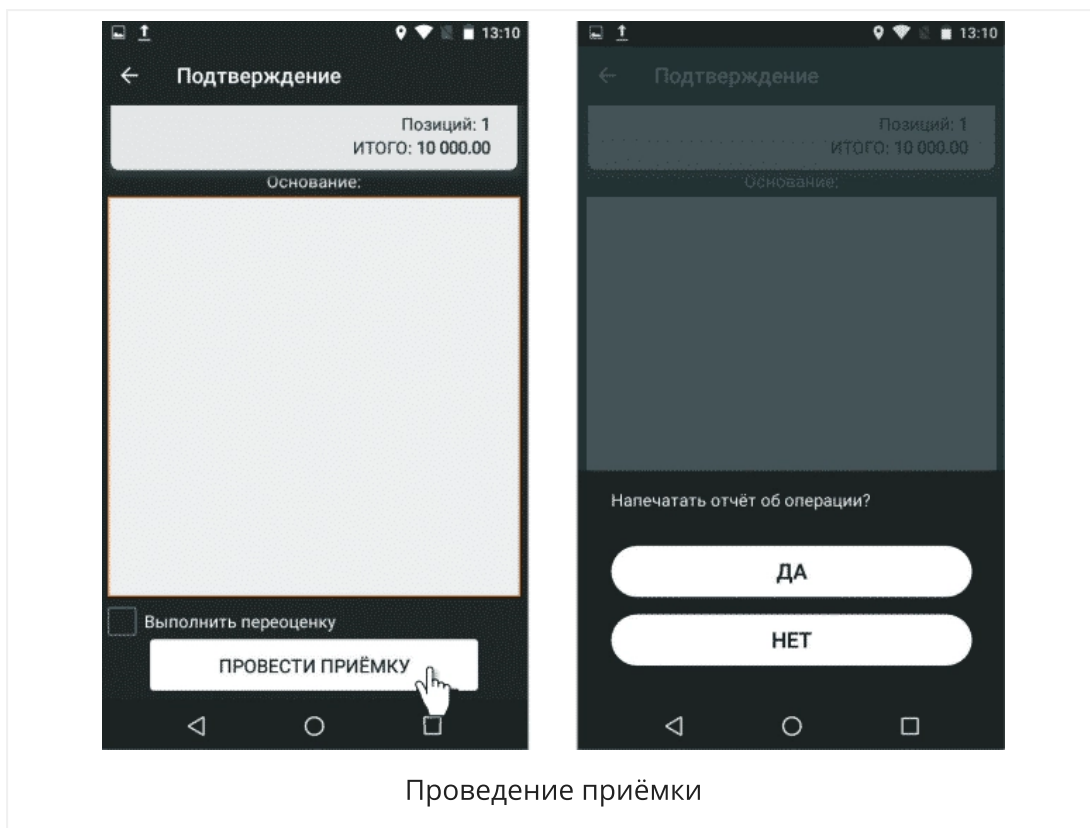 13:10
Подтверждение
Позиций: 1
ИТОГО: 10 000.00
Основание:
Выполнить переоценку
ПРОВЕСТИ ПРИЁМКУ
13:10
Подтверждение
Позиций: 1
ИТОГО: 10 000.00
Основание:
Напечатать отчёт об операции?
ДА
НЕТ
Проведение приёмки